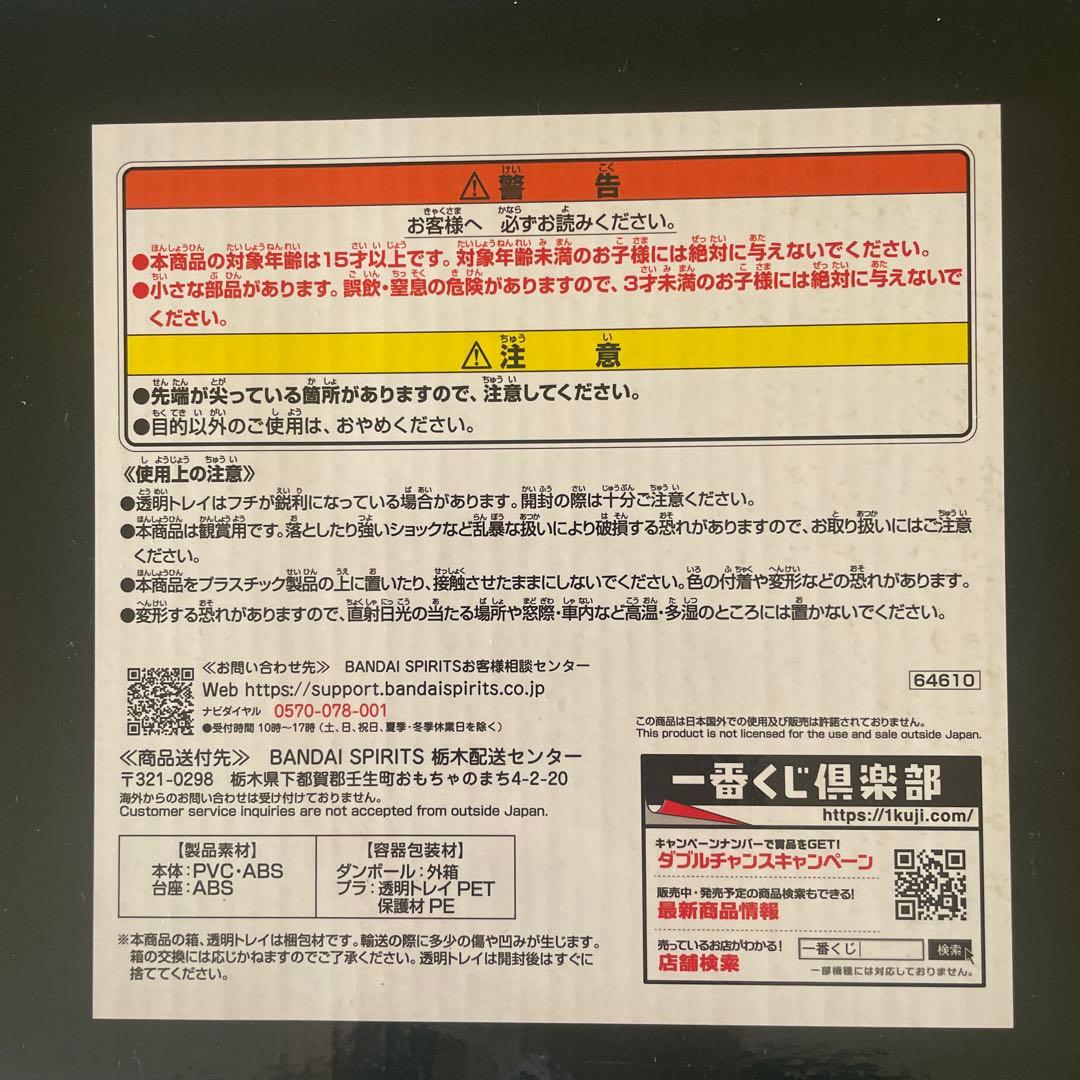 ⚠警告
お客様へ 必ずお読みください。
●本商品の対象年齢は15才以上です。対象年齢未満のお子様には絶対に与えないでください。
●小さな部品があります。誤飲・窒息の危険がありますので、3才未満のお子様には絶対に与えないで
ください。
⚠注意
●先端が尖っている箇所がありますので、注意してください。
●目的以外のご使用は、おやめください。
《使用上の注意》
●透明トレイはフチが鋭利になっている場合があります。開封の際は十分ご注意ください。
●本商品は観賞用です。落としたり強いショックなど乱暴な扱いにより破損する恐れがありますので、お取り扱いにはご注意
ください。
●本商品をプラスチック製品の上に置いたり、接触させたままにしないでください。色の付着や変形などの恐れがあります。
●変形する恐れがありますので、直射日光の当たる場所や窓際・車内など高温・多湿のところには置かないでください。
≪お問い合わせ先≫ BANDAI SPIRITSお客様相談センター
Web https://support.bandaispirits.co.jp
ナビダイヤル 0570-078-001
●受付時間 10時〜17時(土、日、祝日、夏季・冬季休業日を除く)
≪商品送付先≫ BANDAI SPIRITS 栃木配送センター
〒321-0298 栃木県下都賀郡壬生町おもちゃのまち4-2-20
海外からのお問い合わせは受け付けておりません。
Customer service inquiries are not accepted from outside Japan.
【製品素材】
本体:PVC・ABS
台座:ABS
【容器包装材】
ダンボール:外箱
プラ:透明トレイ PET
保護材 PE
※本商品の箱、透明トレイは梱包材です。輸送の際に多少の傷や凹みが生じます。
箱の交換には応じかねますのでご了承ください。透明トレイは開封後はすぐに
捨ててください。
64610
この商品は日本国外での使用及び販売は許諾されておりません。
This product is not licensed for the use and sale outside Japan.
一番くじ倶楽部
https://1kuji.com/
キャンペーンナンバーで賞品をGET!
ダブルチャンスキャンペーン
販売中・発売予定の商品検索もできる!
最新商品情報
売っているお店がわかる!
店舗検索
一番くじ
検索
一部機種には対応しておりません。